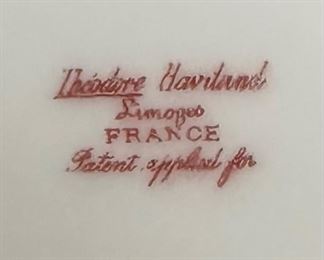 Théodore Haviland
Limoges
FRANCE
Patent applied for